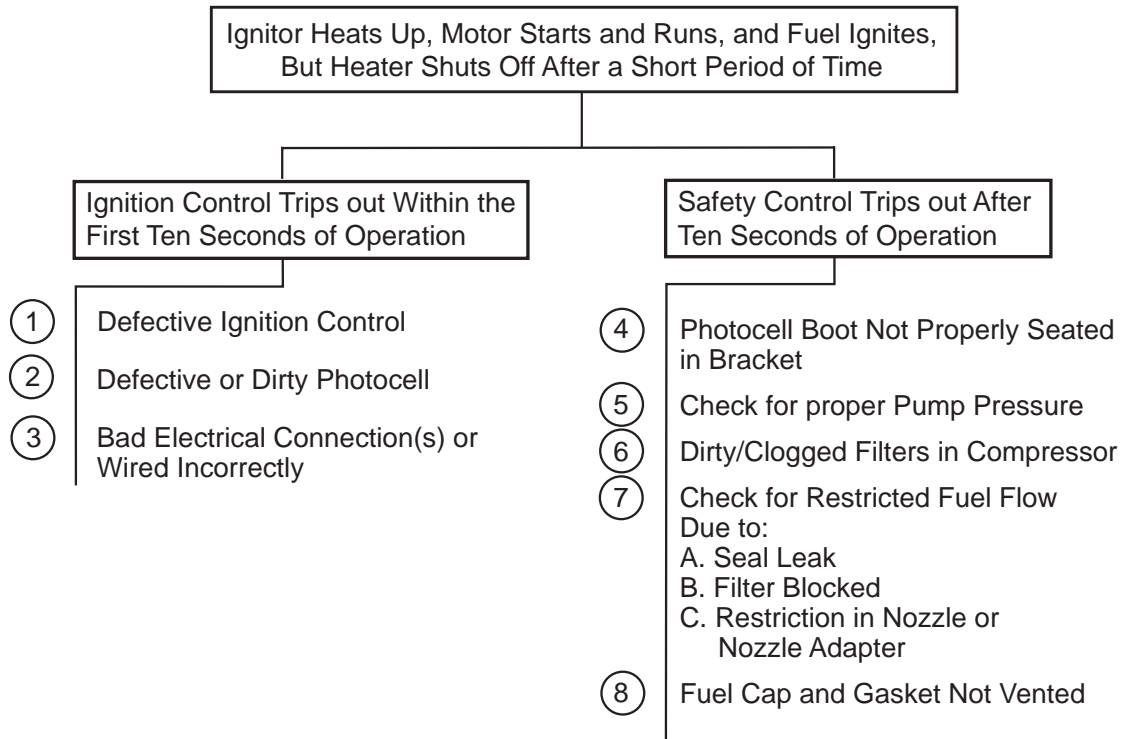 Ignitor Heats Up, Motor Starts and Runs, and Fuel Ignites,
But Heater Shuts Off After a Short Period of Time
Ignition Control Trips out Within the
First Ten Seconds of Operation
1 Defective Ignition Control
2 Defective or Dirty Photocell
3 Bad Electrical Connection(s) or
Wired Incorrectly
Safety Control Trips out After
Ten Seconds of Operation
4 Photocell Boot Not Properly Seated
in Bracket
5 Check for proper Pump Pressure
6 Dirty/Clogged Filters in Compressor
7 Check for Restricted Fuel Flow
Due to:
A. Seal Leak
B. Filter Blocked
C. Restriction in Nozzle or
Nozzle Adapter
8 Fuel Cap and Gasket Not Vented